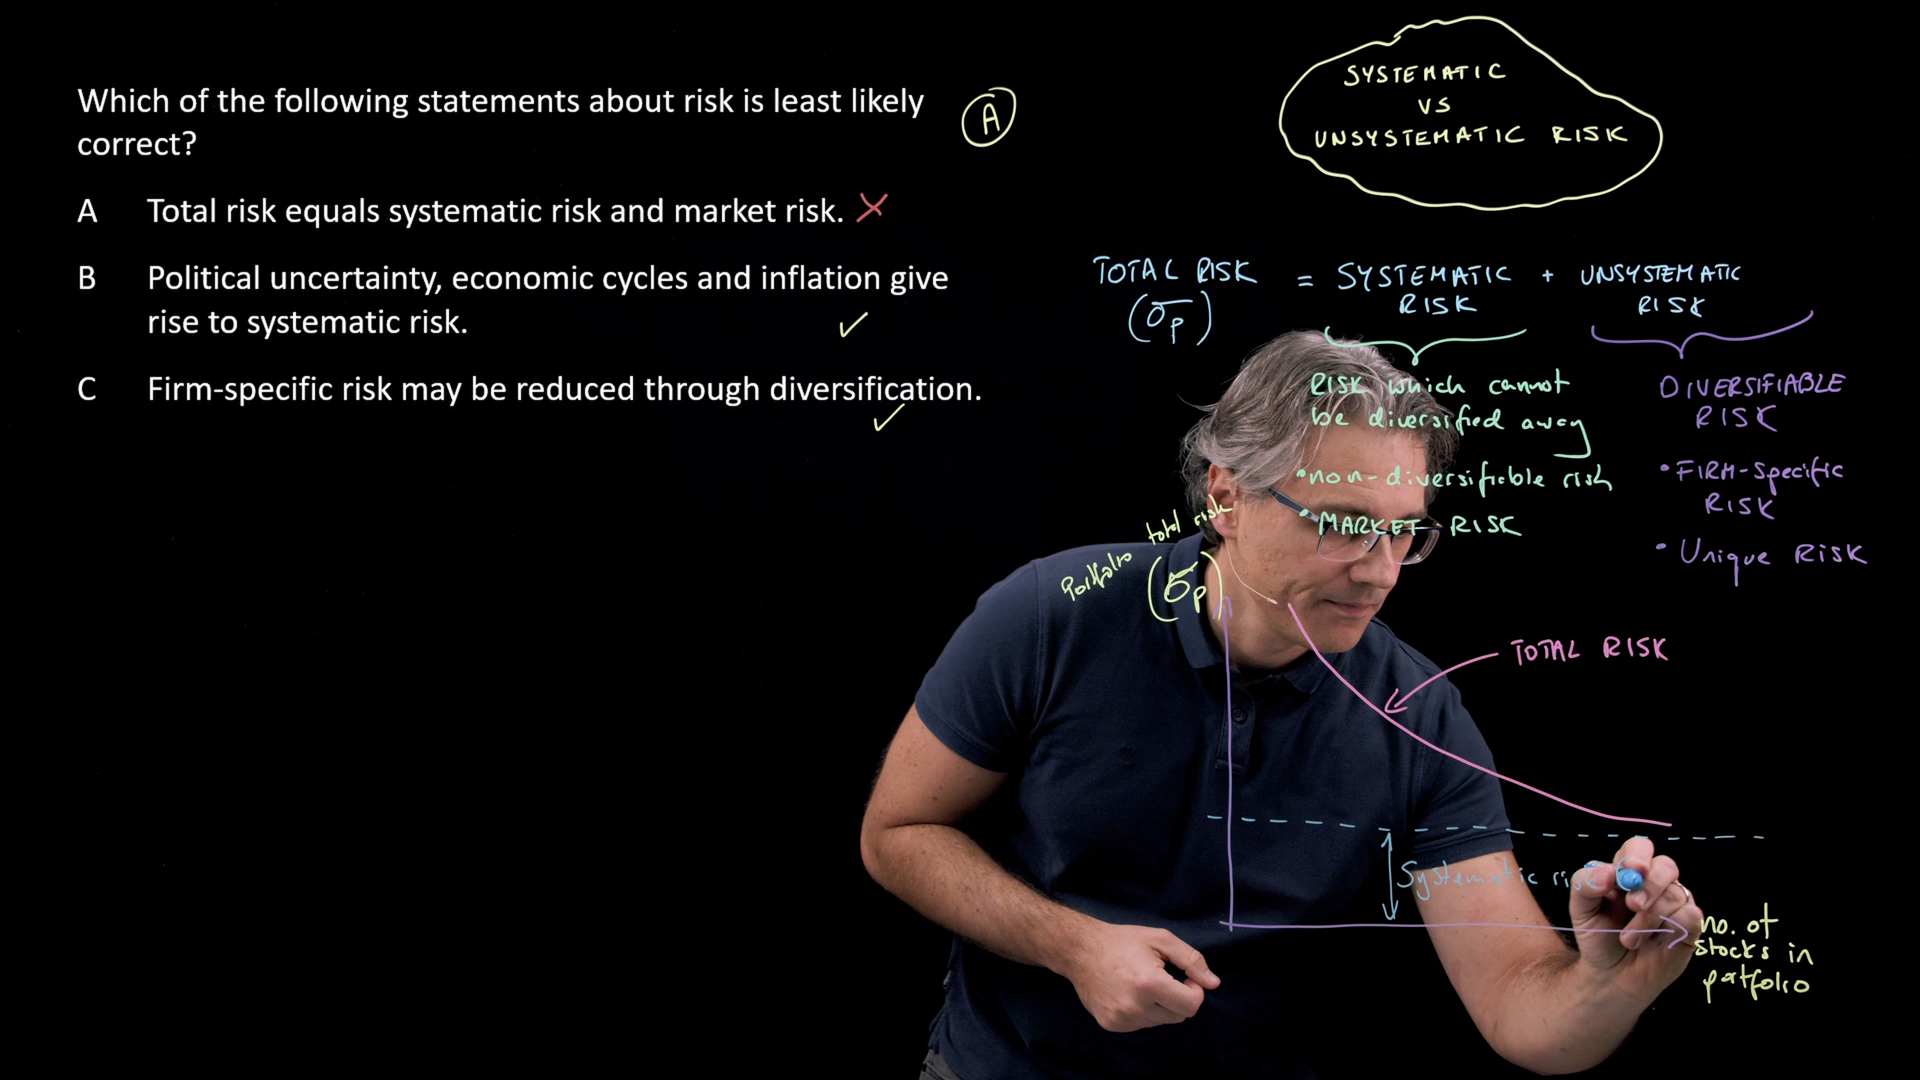 Which of the following statements about risk is least likely
correct?
A
A Total risk equals systematic risk and market risk.
B Political uncertainty, economic cycles and inflation give
rise to systematic risk.
C Firm-specific risk may be reduced through diversification.
SYSTEMATIC
VS
UNSYSTEMATIC RISK
TOTAL RISK = SYSTEMATIC + UNSYSTEMATIC
(σp) RISK RISK
RISK which cannot
be diversified away
• non-diversifiable risk
• MARKET RISK
DIVERSIFIABLE
RISK
• FIRM-Specific
RISK
• Unique RISK
Portfolio total risk
(σp)
TOTAL RISK
Systematic risk
no. of
stocks in
portfolio